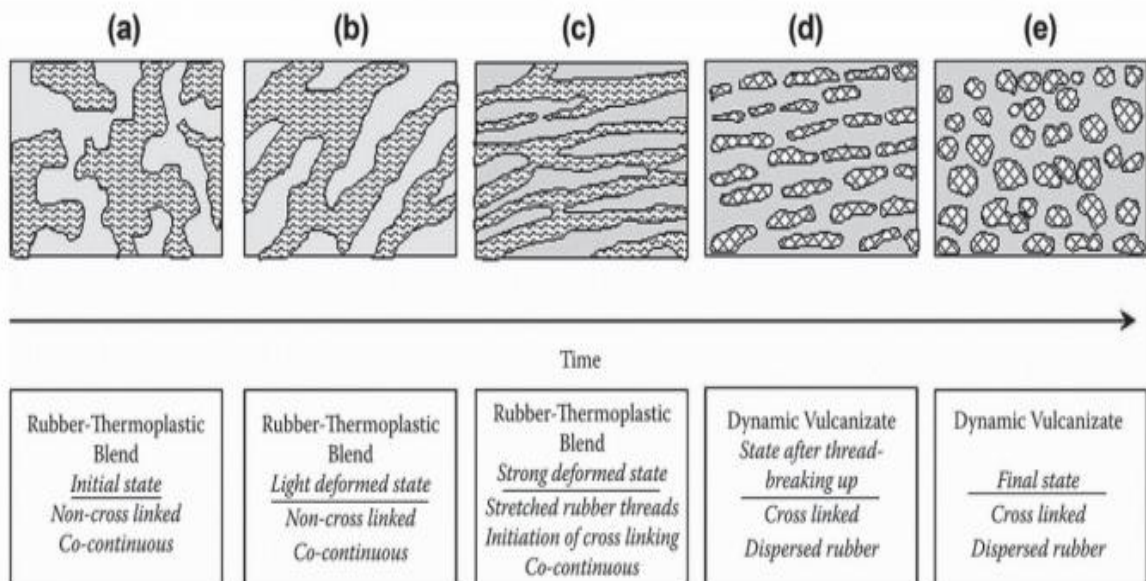 (a)
(b)
(c)
(d)
(e)
Time
Rubber-Thermoplastic
Blend
Initial state
Non-cross linked
Co-continuous
Rubber-Thermoplastic
Blend
Light deformed state
Non-cross linked
Co-continuous
Rubber-Thermoplastic
Blend
Strong deformed state
Stretched rubber threads
Initiation of cross linking
Co-continuous
Dynamic Vulcanizate
State after thread-
breaking up
Cross linked
Dispersed rubber
Dynamic Vulcanizate
Final state
Cross linked
Dispersed rubber